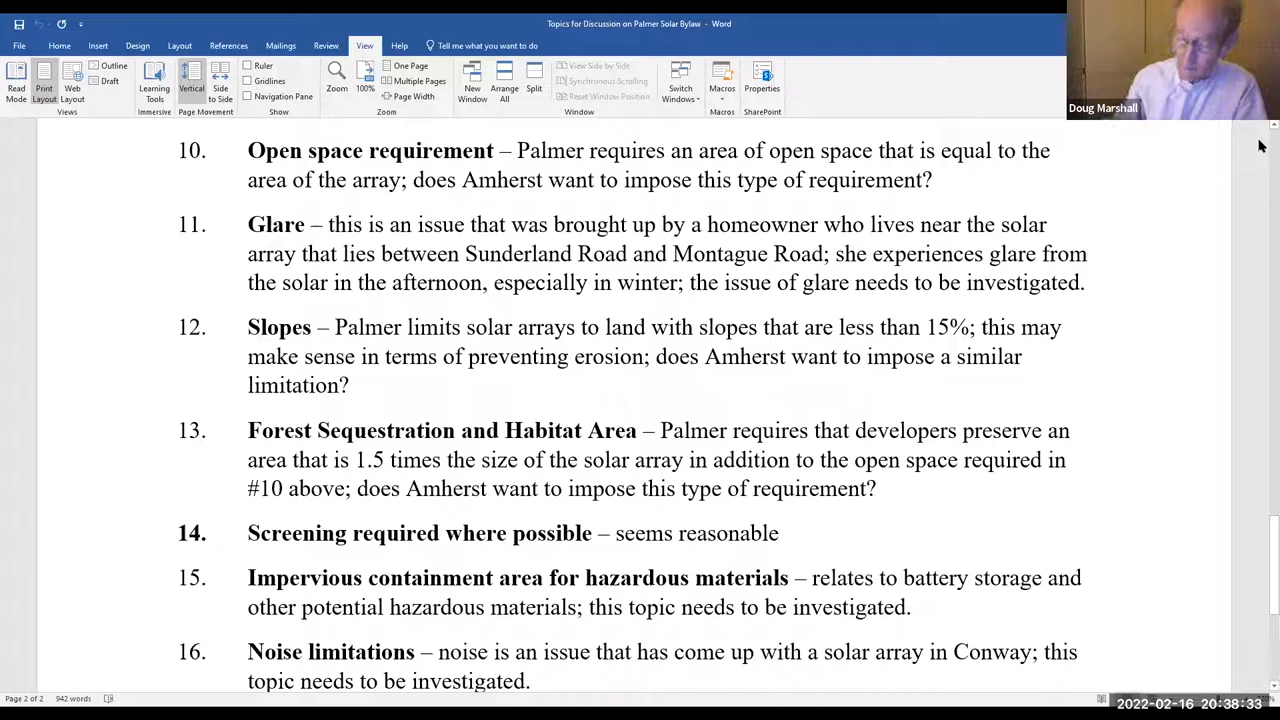 Topics for Discussion on Palmer Solar Bylaw - Word
File Home Insert Design Layout References Mailings Review View Help Tell me what you want to do
Read Mode Print Layout Web Layout Outline Draft Learning Tools Vertical Side to Side Ruler Gridlines Navigation Pane Zoom 100% One Page Multiple Pages Page Width New Window Arrange All Split View Side by Side Synchronous Scrolling Reset Window Position Switch Windows Macros Properties
Views Immersive Page Movement Show Zoom Window Macros SharePoint
Doug Marshall
10. Open space requirement – Palmer requires an area of open space that is equal to the
area of the array; does Amherst want to impose this type of requirement?
11. Glare – this is an issue that was brought up by a homeowner who lives near the solar
array that lies between Sunderland Road and Montague Road; she experiences glare from
the solar in the afternoon, especially in winter; the issue of glare needs to be investigated.
12. Slopes – Palmer limits solar arrays to land with slopes that are less than 15%; this may
make sense in terms of preventing erosion; does Amherst want to impose a similar
limitation?
13. Forest Sequestration and Habitat Area – Palmer requires that developers preserve an
area that is 1.5 times the size of the solar array in addition to the open space required in
#10 above; does Amherst want to impose this type of requirement?
14. Screening required where possible – seems reasonable
15. Impervious containment area for hazardous materials – relates to battery storage and
other potential hazardous materials; this topic needs to be investigated.
16. Noise limitations – noise is an issue that has come up with a solar array in Conway; this
topic needs to be investigated.
Page 2 of 2 942 words
2022-02-16 20:38:33